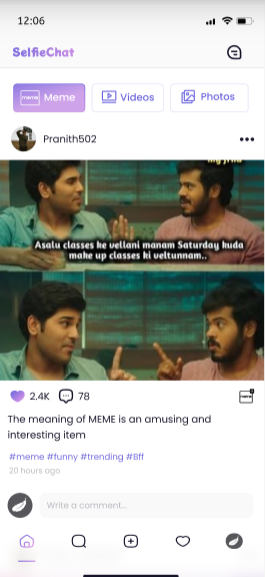 12:06
SelfieChat
meme Meme
Videos
Photos
Pranith502
Asalu classes ke vellani manam Saturday kuda
make up classes ki veltunnam..
2.4K
78
The meaning of MEME is an amusing and
interesting item
#meme #funny #trending #Bff
20 hours ago
Write a comment...